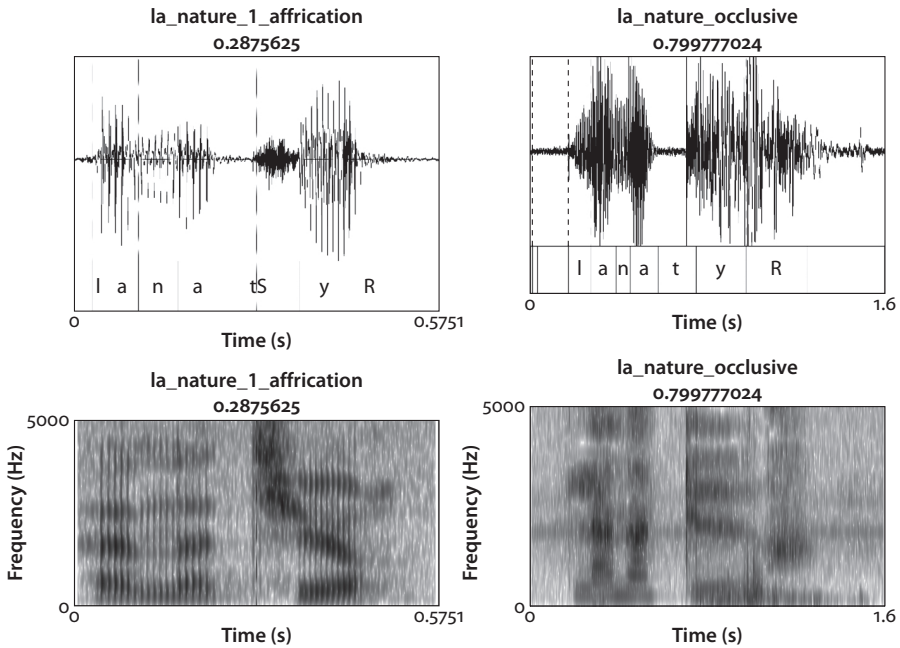 la_nature_1_affrication
0.2875625
l a n a tS y R
0 0.5751
Time (s)
la_nature_occlusive
0.799777024
l a n a t y R
0 1.6
Time (s)
la_nature_1_affrication
0.2875625
5000
Frequency (Hz)
0
0 0.5751
Time (s)
la_nature_occlusive
0.799777024
5000
Frequency (Hz)
0
0 1.6
Time (s)